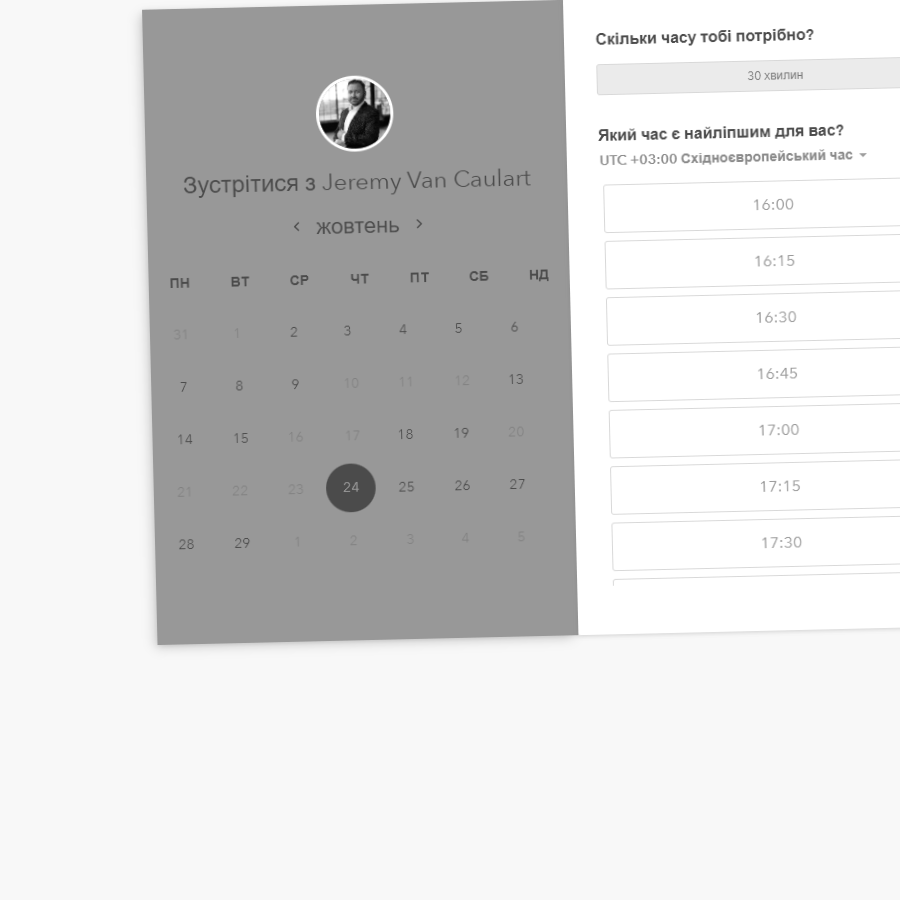 Зустрітися з Jeremy Van Caulart
жовтень
ПН ВТ СР ЧТ ПТ СБ НД
31 1 2 3 4 5 6
7 8 9 10 11 12 13
14 15 16 17 18 19 20
21 22 23 24 25 26 27
28 29 1 2 3 4 5
Скільки часу тобі потрібно?
30 хвилин
Який час є найліпшим для вас?
UTC +03:00 Східноєвропейський час
16:00
16:15
16:30
16:45
17:00
17:15
17:30